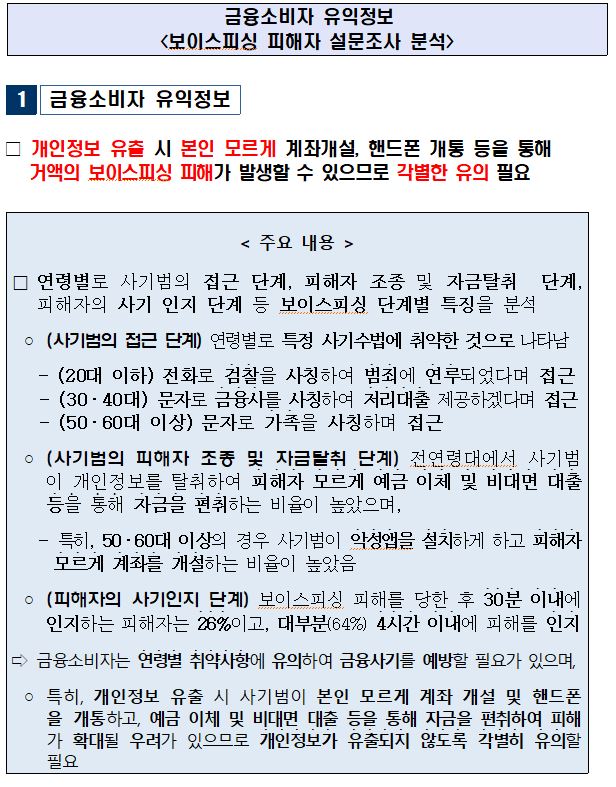 금융소비자 유익정보
<보이스피싱 피해자 설문조사 분석>
1 금융소비자 유익정보
□ 개인정보 유출 시 본인 모르게 계좌개설, 핸드폰 개통 등을 통해
거액의 보이스피싱 피해가 발생할 수 있으므로 각별한 유의 필요
< 주요 내용 >
□ 연령별로 사기범의 접근 단계, 피해자 조종 및 자금탈취 단계,
피해자의 사기 인지 단계 등 보이스피싱 단계별 특징을 분석
○ (사기범의 접근 단계) 연령별로 특정 사기수법에 취약한 것으로 나타남
- (20대 이하) 전화로 검찰을 사칭하여 범죄에 연루되었다며 접근
- (30·40대) 문자로 금융사를 사칭하여 저리대출 제공하겠다며 접근
- (50·60대 이상) 문자로 가족을 사칭하며 접근
○ (사기범의 피해자 조종 및 자금탈취 단계) 전연령대에서 사기범
이 개인정보를 탈취하여 피해자 모르게 예금 이체 및 비대면 대출
등을 통해 자금을 편취하는 비율이 높았으며,
- 특히, 50·60대 이상의 경우 사기범이 악성앱을 설치하게 하고 피해자
모르게 계좌를 개설하는 비율이 높았음
○ (피해자의 사기인지 단계) 보이스피싱 피해를 당한 후 30분 이내에
인지하는 피해자는 26%이고, 대부분(64%) 4시간 이내에 피해를 인지
⇨ 금융소비자는 연령별 취약사항에 유의하여 금융사기를 예방할 필요가 있으며,
○ 특히, 개인정보 유출 시 사기범이 본인 모르게 계좌 개설 및 핸드폰
을 개통하고, 예금 이체 및 비대면 대출 등을 통해 자금을 편취하여 피해
가 확대될 우려가 있으므로 개인정보가 유출되지 않도록 각별히 유의할
필요